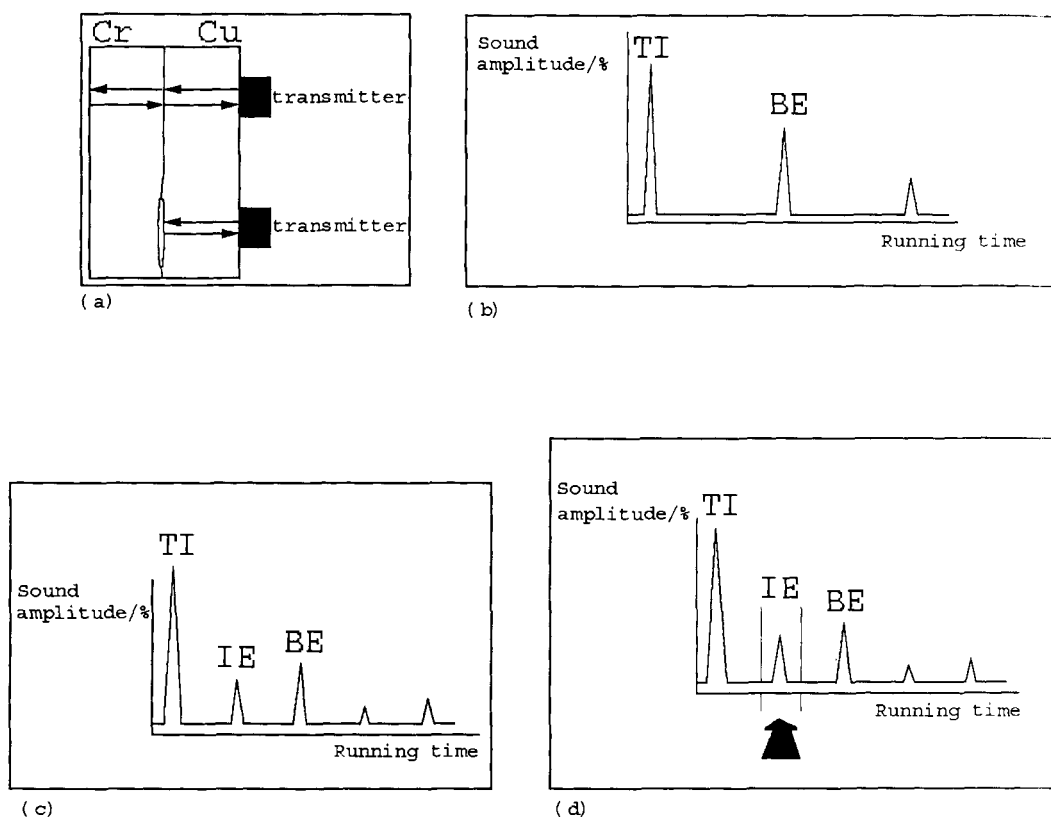 Cr Cu
transmitter
transmitter
(a)
Sound
amplitude/%
TI
BE
Running time
(b)
Sound
amplitude/%
TI
IE
BE
Running time
(c)
Sound
amplitude/%
TI
IE
BE
Running time
(d)